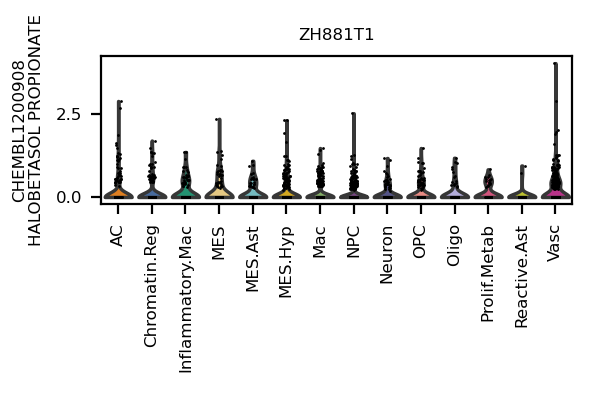 ZH881T1
CHEMBL1200908
HALOBETASOL PROPIONATE
2.5
0.0
AC
Chromatin.Reg
Inflammatory.Mac
MES
MES.Ast
MES.Hyp
Mac
NPC
Neuron
OPC
Oligo
Prolif.Metab
Reactive.Ast
Vasc